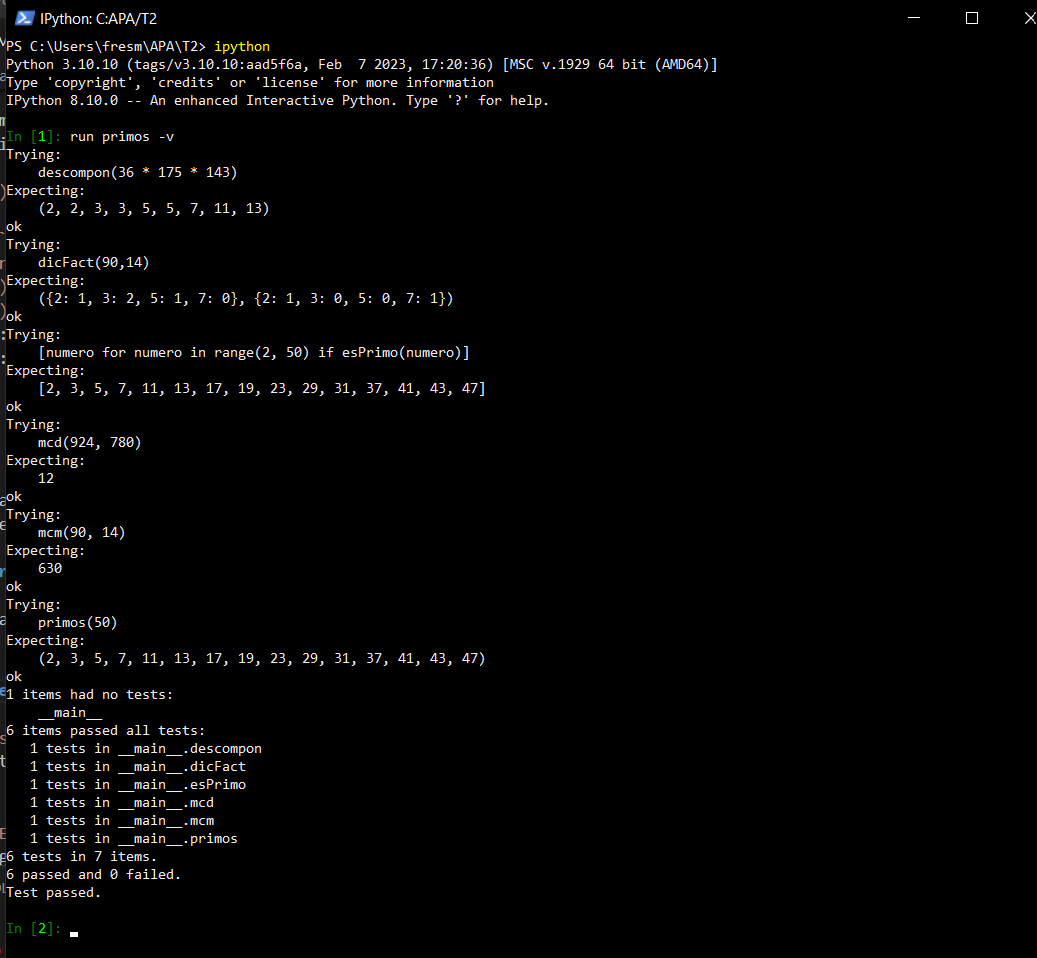 IPython: C:APA/T2
PS C:\Users\fresm\APA\T2> ipython
Python 3.10.10 (tags/v3.10.10:aad5f6a, Feb  7 2023, 17:20:36) [MSC v.1929 64 bit (AMD64)]
Type 'copyright', 'credits' or 'license' for more information
IPython 8.10.0 -- An enhanced Interactive Python. Type '?' for help.
In [1]: run primos -v
Trying:
    descompon(36 * 175 * 143)
Expecting:
    (2, 2, 3, 3, 5, 5, 7, 11, 13)
ok
Trying:
    dicFact(90,14)
Expecting:
    ({2: 1, 3: 2, 5: 1, 7: 0}, {2: 1, 3: 0, 5: 0, 7: 1})
ok
Trying:
    [numero for numero in range(2, 50) if esPrimo(numero)]
Expecting:
    [2, 3, 5, 7, 11, 13, 17, 19, 23, 29, 31, 37, 41, 43, 47]
ok
Trying:
    mcd(924, 780)
Expecting:
    12
ok
Trying:
    mcm(90, 14)
Expecting:
    630
ok
Trying:
    primos(50)
Expecting:
    (2, 3, 5, 7, 11, 13, 17, 19, 23, 29, 31, 37, 41, 43, 47)
ok
1 items had no tests:
    __main__
6 items passed all tests:
   1 tests in __main__.descompon
   1 tests in __main__.dicFact
   1 tests in __main__.esPrimo
   1 tests in __main__.mcd
   1 tests in __main__.mcm
   1 tests in __main__.primos
6 tests in 7 items.
6 passed and 0 failed.
Test passed.
In [2]: